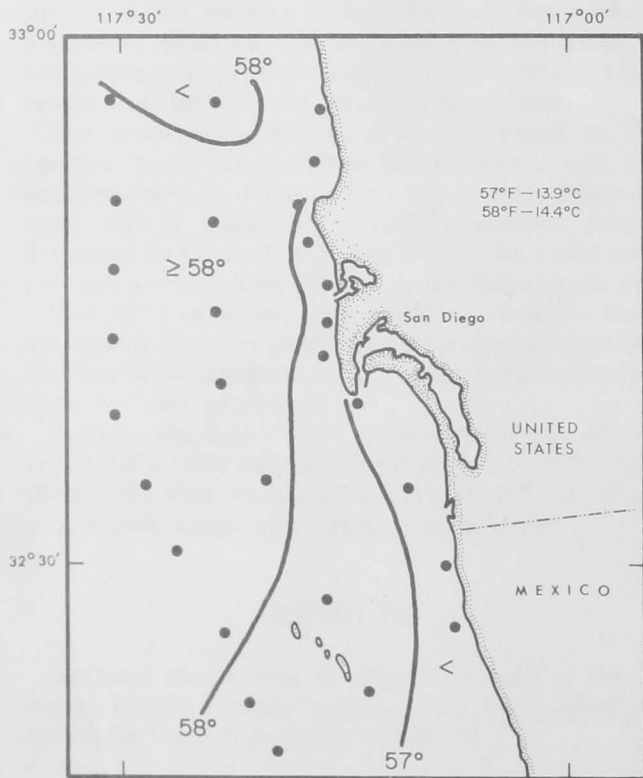 117°30' 117°00'
33°00'
58°
<
57°F—13.9°C
58°F—14.4°C
≥ 58°
San Diego
UNITED
STATES
32°30'
MEXICO
<
58°
57°